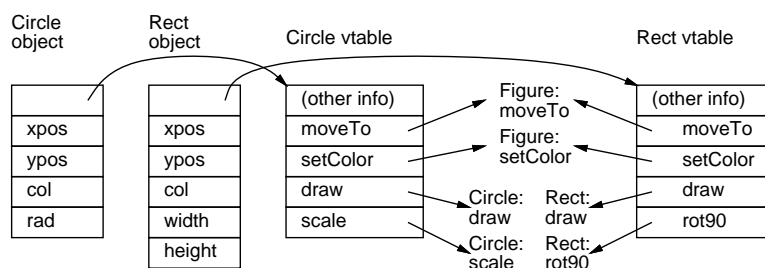 Circle
object
Rect
object
Circle vtable
Rect vtable
xpos
ypos
col
rad
xpos
ypos
col
width
height
(other info)
moveTo
setColor
draw
scale
Figure:
moveTo
Figure:
setColor
Circle:
draw
Rect:
draw
Circle:
scale
Rect:
rot90
(other info)
moveTo
setColor
draw
rot90